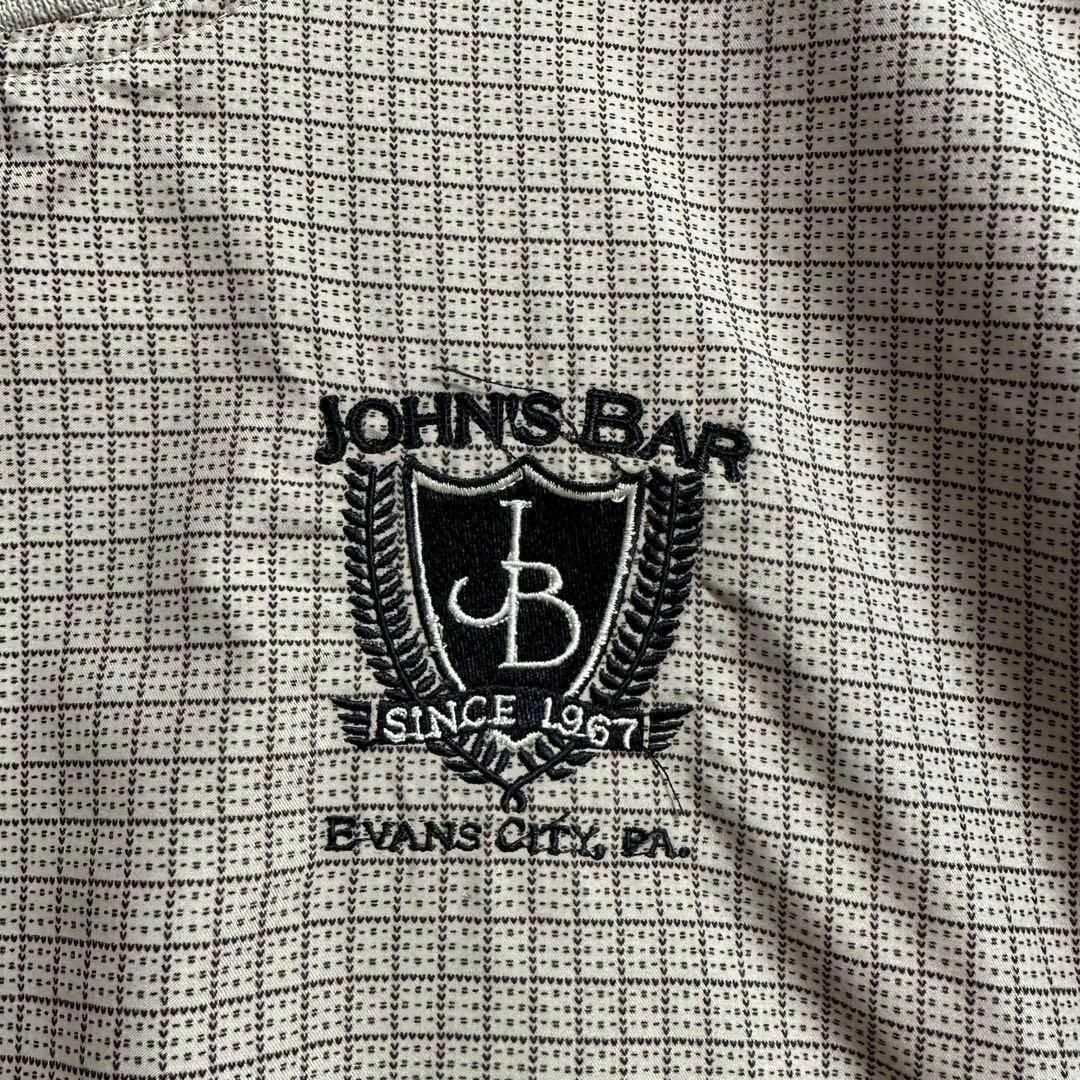 JOHN'S BAR
JB
SINCE 1967
EVANS CITY, PA.